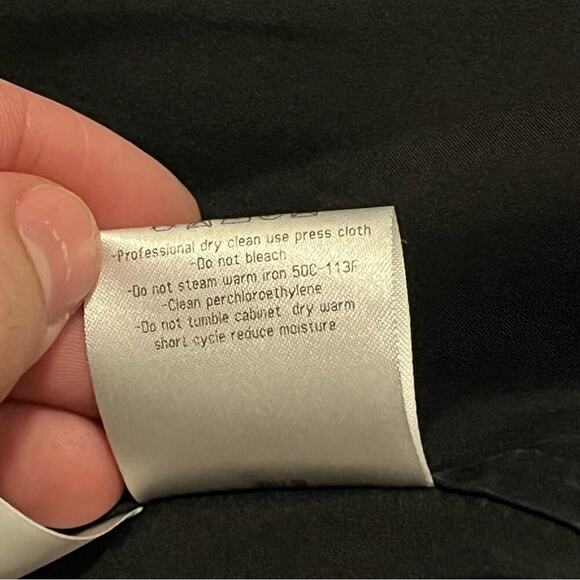 -Professional dry clean use press cloth
-Do not bleach
-Do not steam warm iron 50C-113F
-Clean perchloroethylene
-Do not tumble cabinet dry warm
short cycle reduce moisture